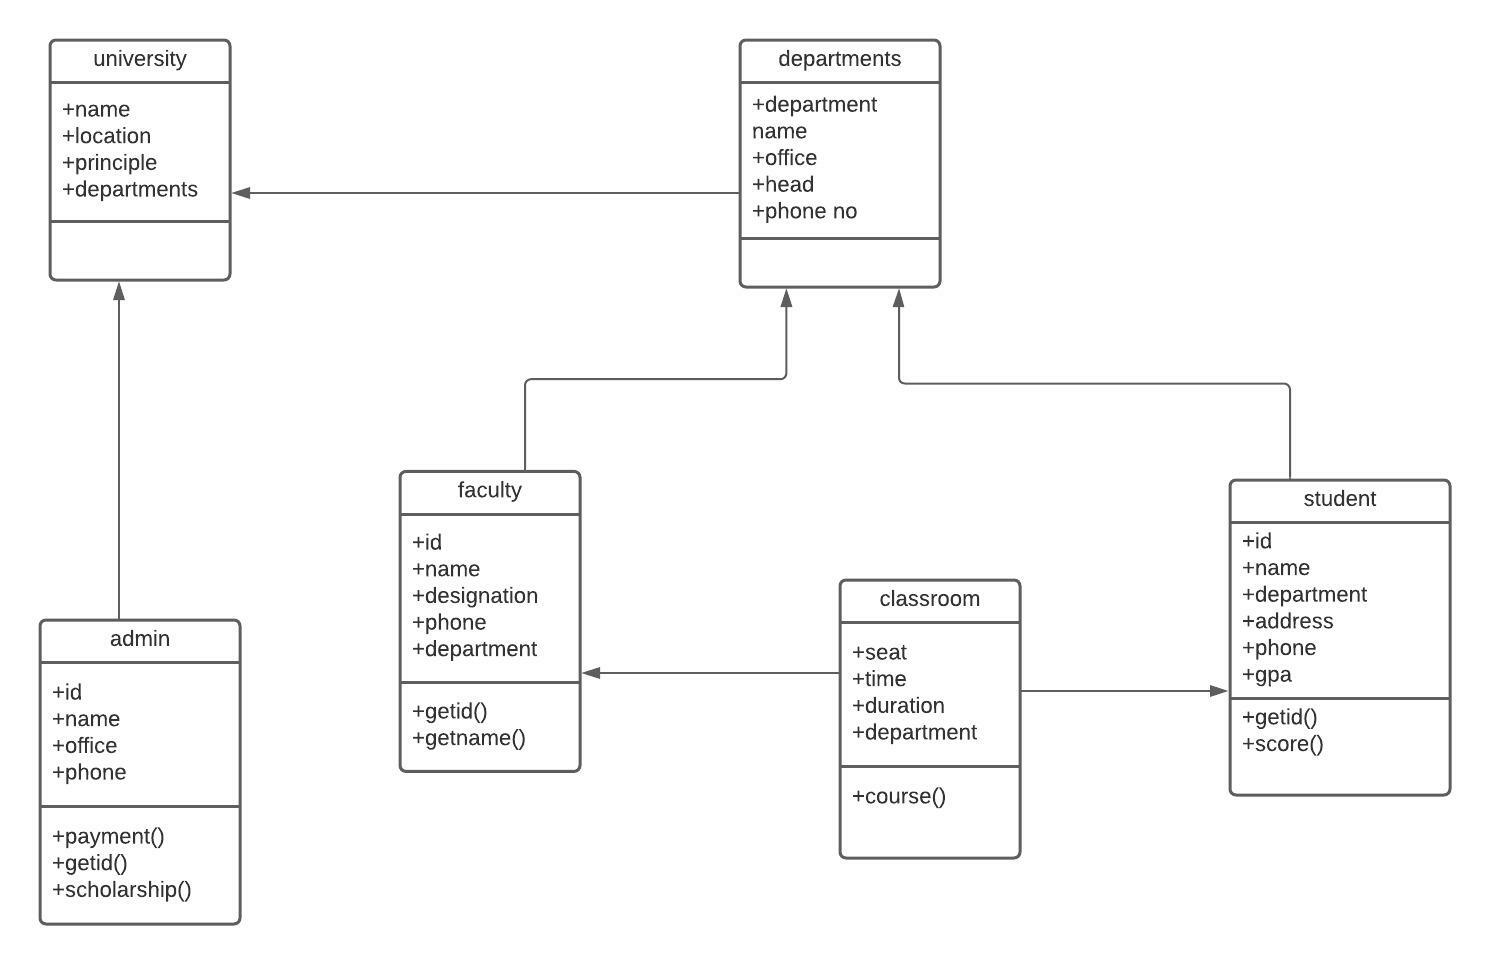 university
+name
+location
+principle
+departments
departments
+department
name
+office
+head
+phone no
faculty
+id
+name
+designation
+phone
+department
+getid()
+getname()
student
+id
+name
+department
+address
+phone
+gpa
+getid()
+score()
classroom
+seat
+time
+duration
+department
+course()
admin
+id
+name
+office
+phone
+payment()
+getid()
+scholarship()